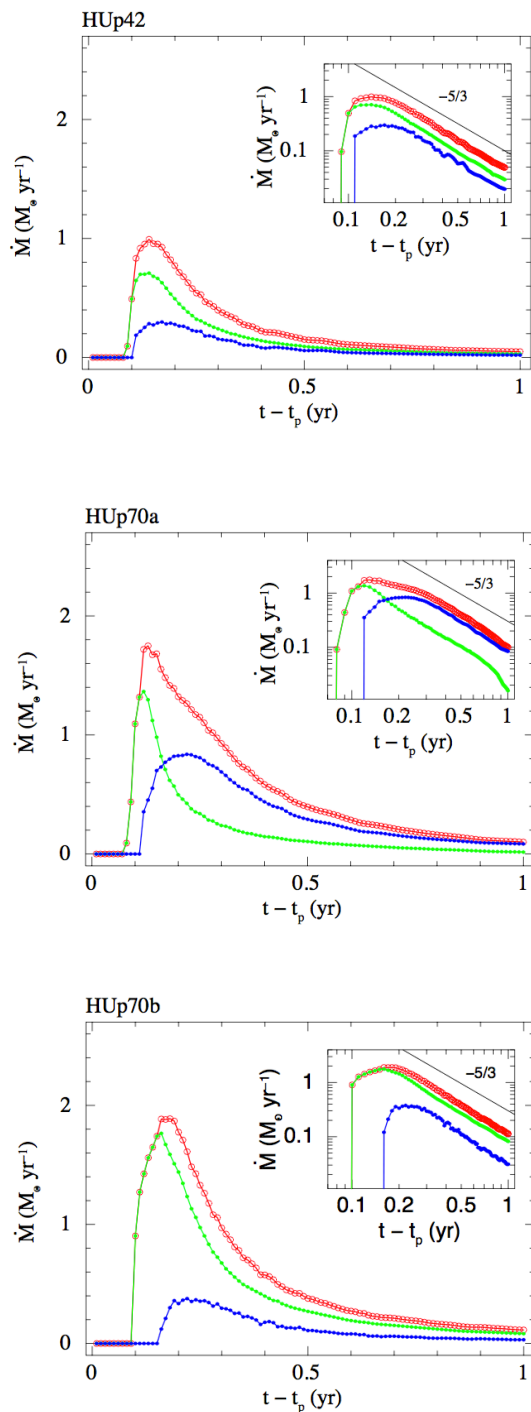 HUp42
2
1
0
Ṁ (M⊙ yr⁻¹)
0
0.5
1
t − tₚ (yr)
1
0.1
Ṁ (M⊙ yr⁻¹)
−5/3
0.1
0.2
0.5
1
t − tₚ (yr)
HUp70a
2
1
0
Ṁ (M⊙ yr⁻¹)
0
0.5
1
t − tₚ (yr)
1
0.1
Ṁ (M⊙ yr⁻¹)
−5/3
0.1
0.2
0.5
1
t − tₚ (yr)
HUp70b
2
1
0
Ṁ (M⊙ yr⁻¹)
0
0.5
1
t − tₚ (yr)
1
0.1
Ṁ (M⊙ yr⁻¹)
−5/3
0.1
0.2
0.5
1
t − tₚ (yr)